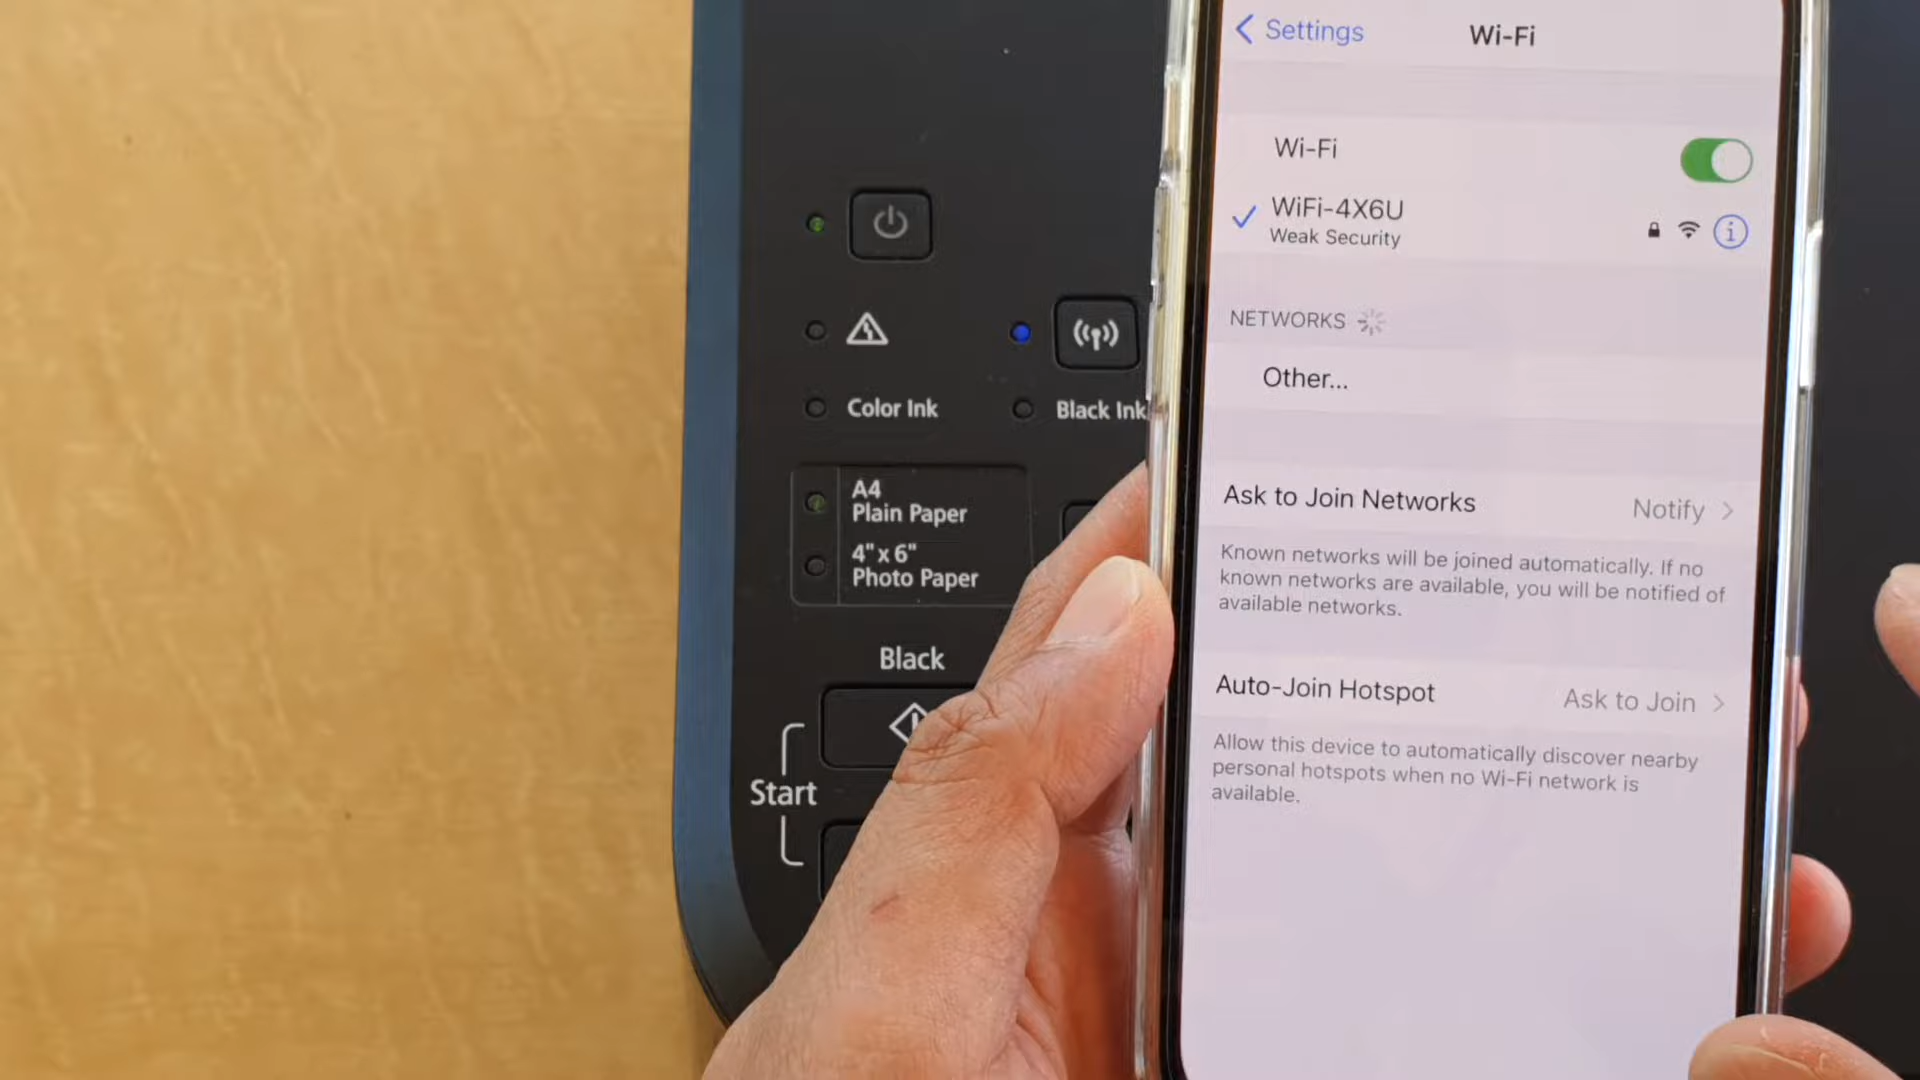 Settings
Wi-Fi
Wi-Fi
WiFi-4X6U
Weak Security
NETWORKS
Other...
Ask to Join Networks Notify
Known networks will be joined automatically. If no
known networks are available, you will be notified of
available networks.
Auto-Join Hotspot Ask to Join
Allow this device to automatically discover nearby
personal hotspots when no Wi-Fi network is
available.
Color Ink
Black Ink
A4
Plain Paper
4" x 6"
Photo Paper
Black
Start